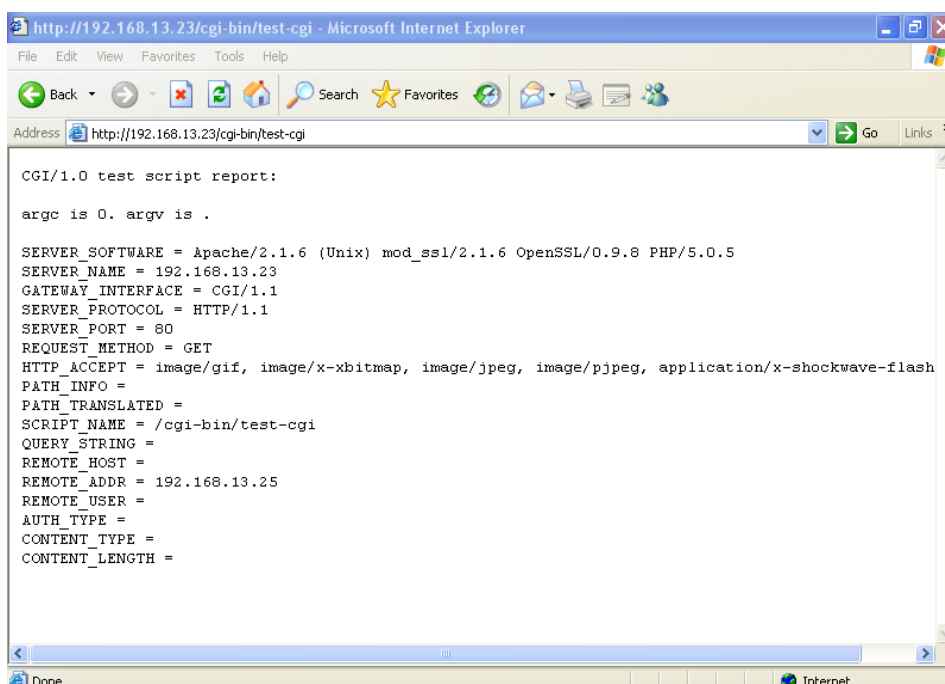 http://192.168.13.23/cgi-bin/test-cgi - Microsoft Internet Explorer
File Edit View Favorites Tools Help
Back Search Favorites
Address http://192.168.13.23/cgi-bin/test-cgi Go Links
CGI/1.0 test script report:
argc is 0. argv is .
SERVER_SOFTWARE = Apache/2.1.6 (Unix) mod_ssl/2.1.6 OpenSSL/0.9.8 PHP/5.0.5
SERVER_NAME = 192.168.13.23
GATEWAY_INTERFACE = CGI/1.1
SERVER_PROTOCOL = HTTP/1.1
SERVER_PORT = 80
REQUEST_METHOD = GET
HTTP_ACCEPT = image/gif, image/x-xbitmap, image/jpeg, image/pjpeg, application/x-shockwave-flash
PATH_INFO =
PATH_TRANSLATED =
SCRIPT_NAME = /cgi-bin/test-cgi
QUERY_STRING =
REMOTE_HOST =
REMOTE_ADDR = 192.168.13.25
REMOTE_USER =
AUTH_TYPE =
CONTENT_TYPE =
CONTENT_LENGTH =
Done Internet